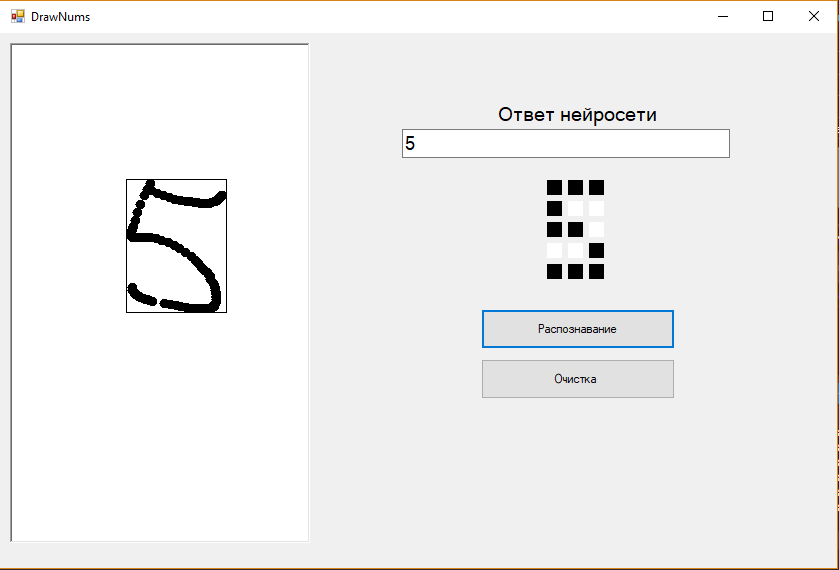 DrawNums
Ответ нейросети
5
5
Распознавание
Очистка